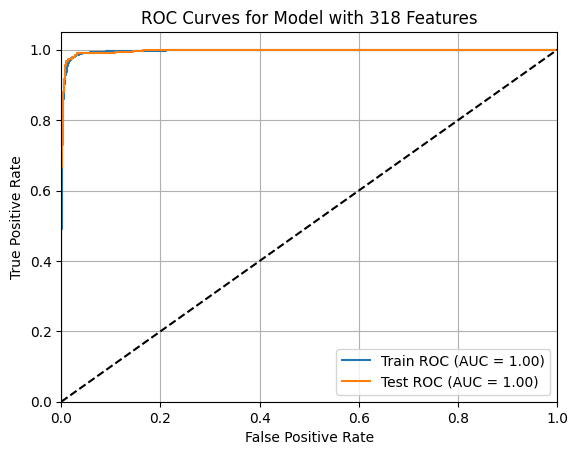 ROC Curves for Model with 318 Features
True Positive Rate
1.0
0.8
0.6
0.4
0.2
0.0
0.0 0.2 0.4 0.6 0.8 1.0
False Positive Rate
Train ROC (AUC = 1.00)
Test ROC (AUC = 1.00)